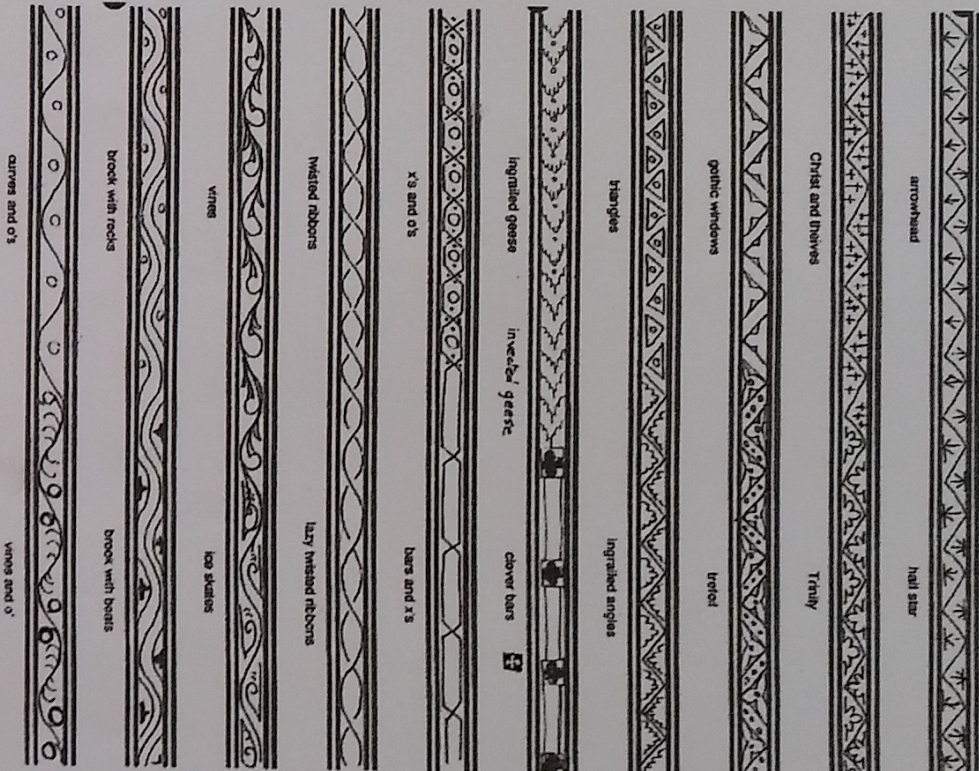 arrowhead half star
Christ and theives Trinity
gothic windows trefoil
triangles ingrailed angles
ingrailed geese invected geese clover bars
x's and o's bars and x's
twisted ribbons lazy twisted ribbons
vines ice skates
brook with rocks brook with boats
curves and o's vines and o'